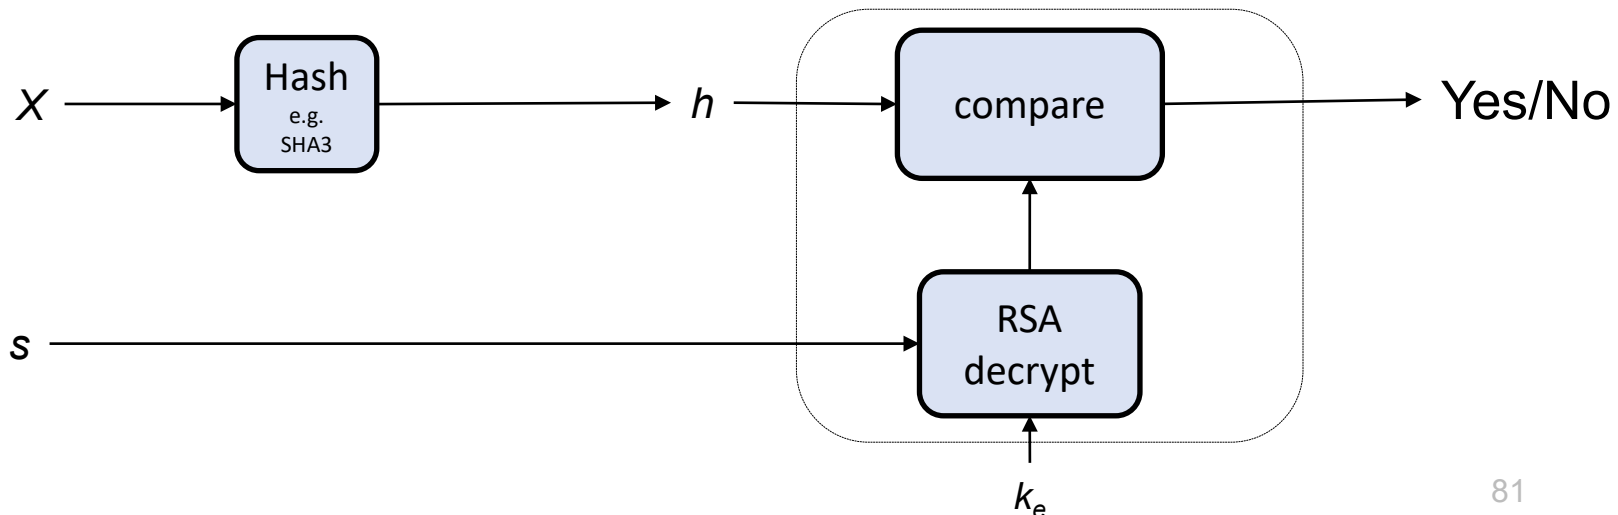 X
Hash
e.g.
SHA3
h
compare
Yes/No
s
RSA
decrypt
kₑ
81